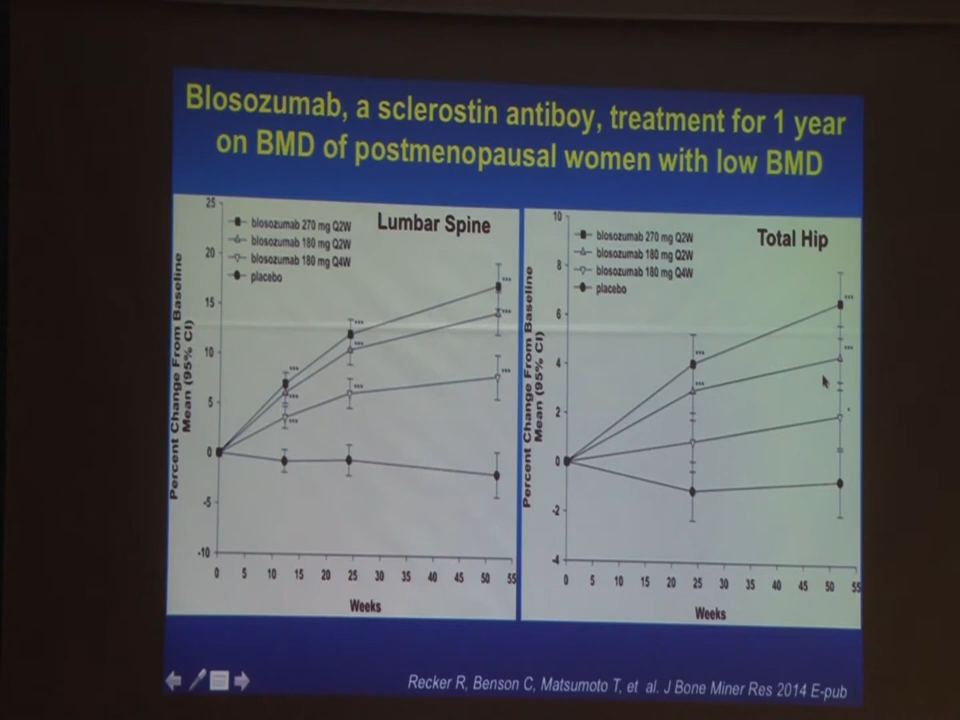 Blosozumab, a sclerostin antiboy, treatment for 1 year
on BMD of postmenopausal women with low BMD
Lumbar Spine
blosozumab 270 mg Q2W
blosozumab 180 mg Q2W
blosozumab 180 mg Q4W
placebo
Percent Change From Baseline
Mean (95% CI)
25
20
15
10
5
0
-5
-10
***
***
***
***
***
***
***
***
***
0 5 10 15 20 25 30 35 40 45 50 55
Weeks
Total Hip
blosozumab 270 mg Q2W
blosozumab 180 mg Q2W
blosozumab 180 mg Q4W
placebo
Percent Change From Baseline
Mean (95% CI)
10
8
6
4
2
0
-2
-4
***
***
***
***
*
0 5 10 15 20 25 30 35 40 45 50 55
Weeks
Recker R, Benson C, Matsumoto T, et al. J Bone Miner Res 2014 E-pub